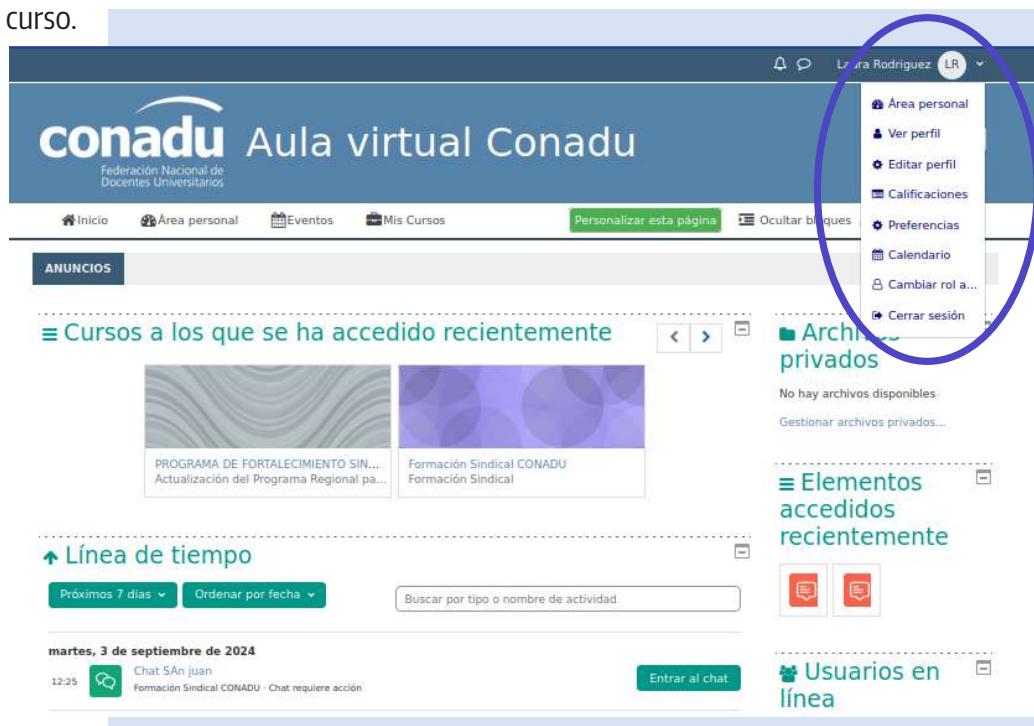 curso.
Laura Rodriguez LR
Área personal
Ver perfil
Editar perfil
Calificaciones
Preferencias
Calendario
Cambiar rol a...
Cerrar sesión
conadu
Federación Nacional de
Docentes Universitarios
Aula virtual Conadu
Inicio Área personal Eventos Mis Cursos Personalizar esta página Ocultar bloques
ANUNCIOS
Cursos a los que se ha accedido recientemente
PROGRAMA DE FORTALECIMIENTO SIN...
Actualización del Programa Regional pa...
Formación Sindical CONADU
Formación Sindical
Archivos
privados
No hay archivos disponibles
Gestionar archivos privados...
Elementos
accedidos
recientemente
Línea de tiempo
Próximos 7 días Ordenar por fecha Buscar por tipo o nombre de actividad
martes, 3 de septiembre de 2024
12:25 Chat SAn juan
Formación Sindical CONADU · Chat requiere acción
Entrar al chat
Usuarios en
línea